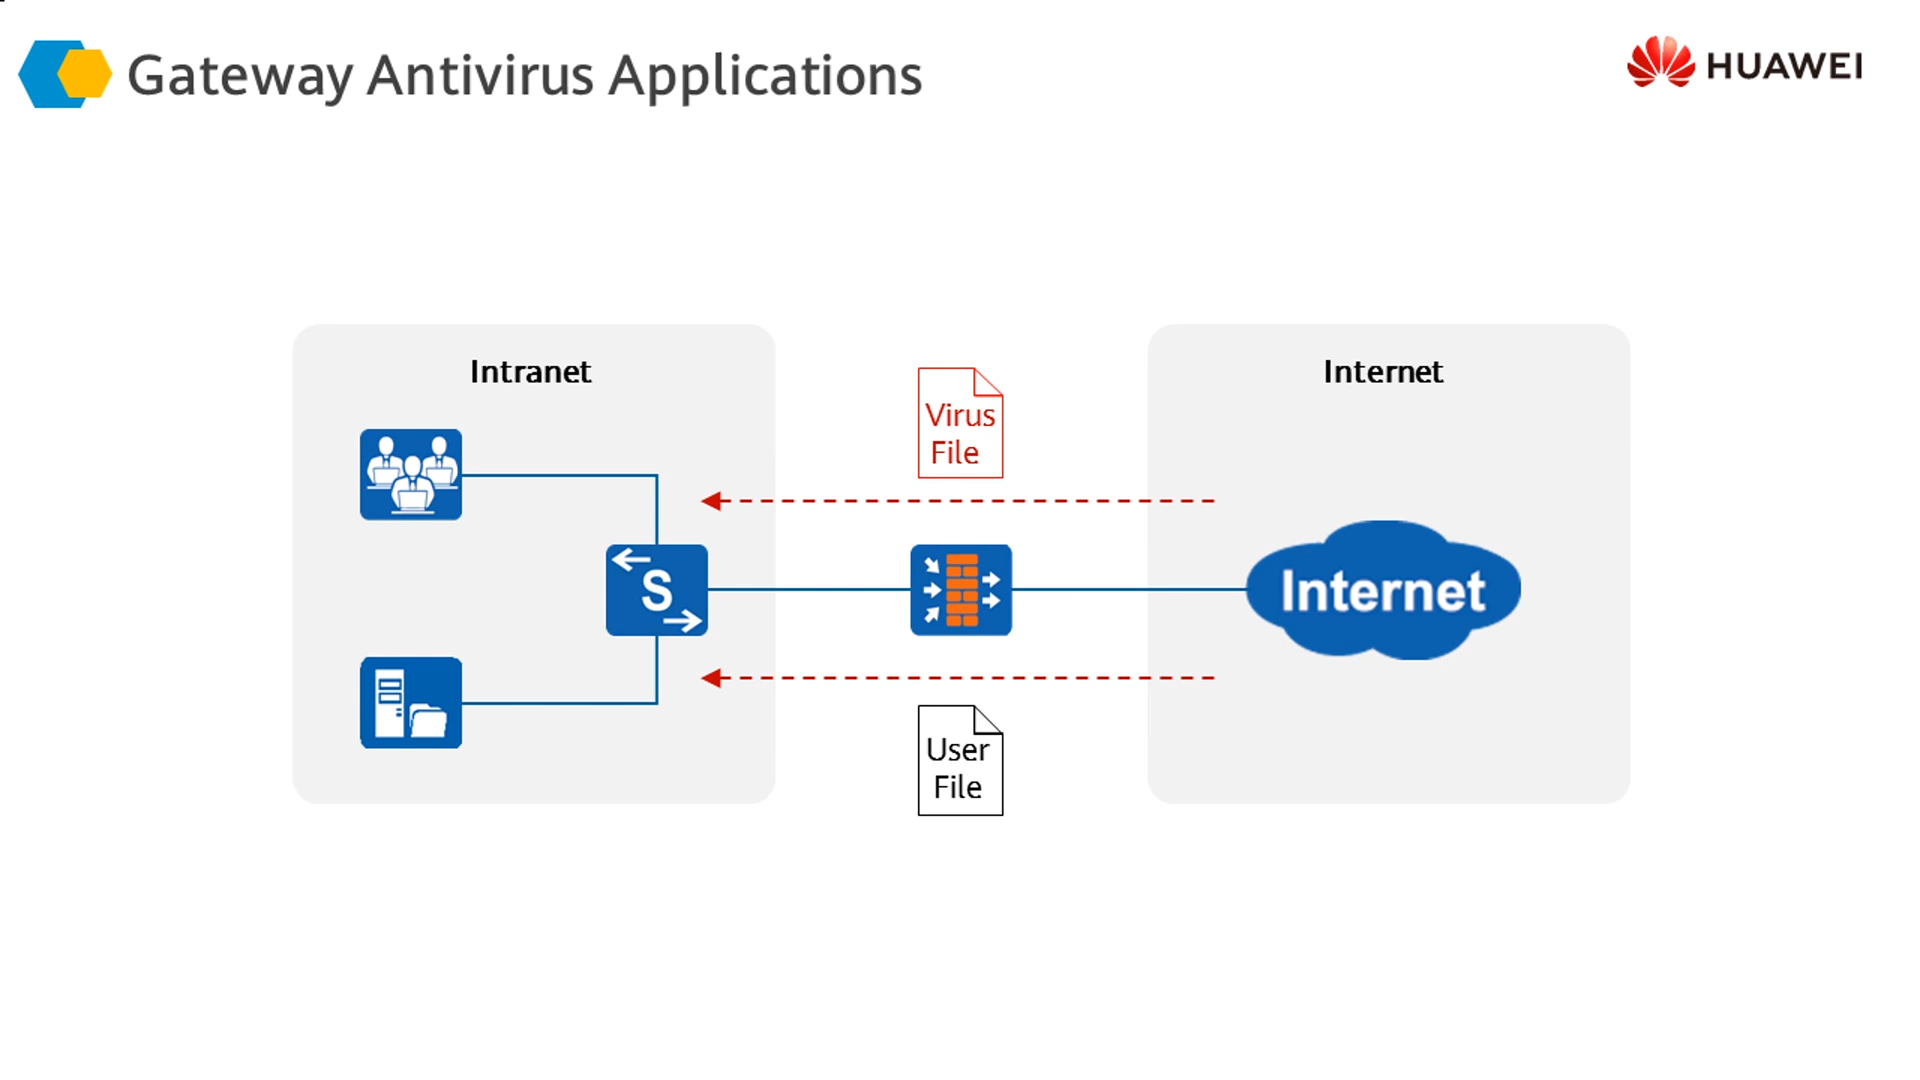 Gateway Antivirus Applications
HUAWEI
Intranet
Internet
Virus
File
S
Internet
User
File